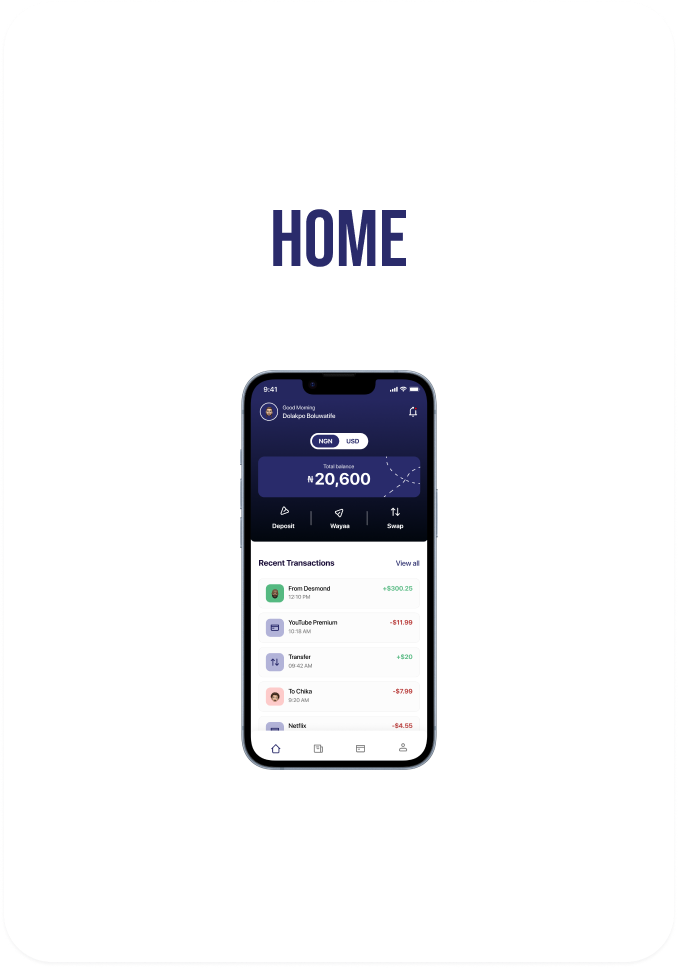 HOME
9:41
Good Morning
Dolakpo Boluwatife
NGN USD
Total balance
₦20,600
Deposit Wayaa Swap
Recent Transactions View all
From Desmond +$300.25
12:10 PM
YouTube Premium -$11.99
10:18 AM
Transfer +$20
09:42 AM
To Chika -$7.99
9:20 AM
Netflix -$4.55